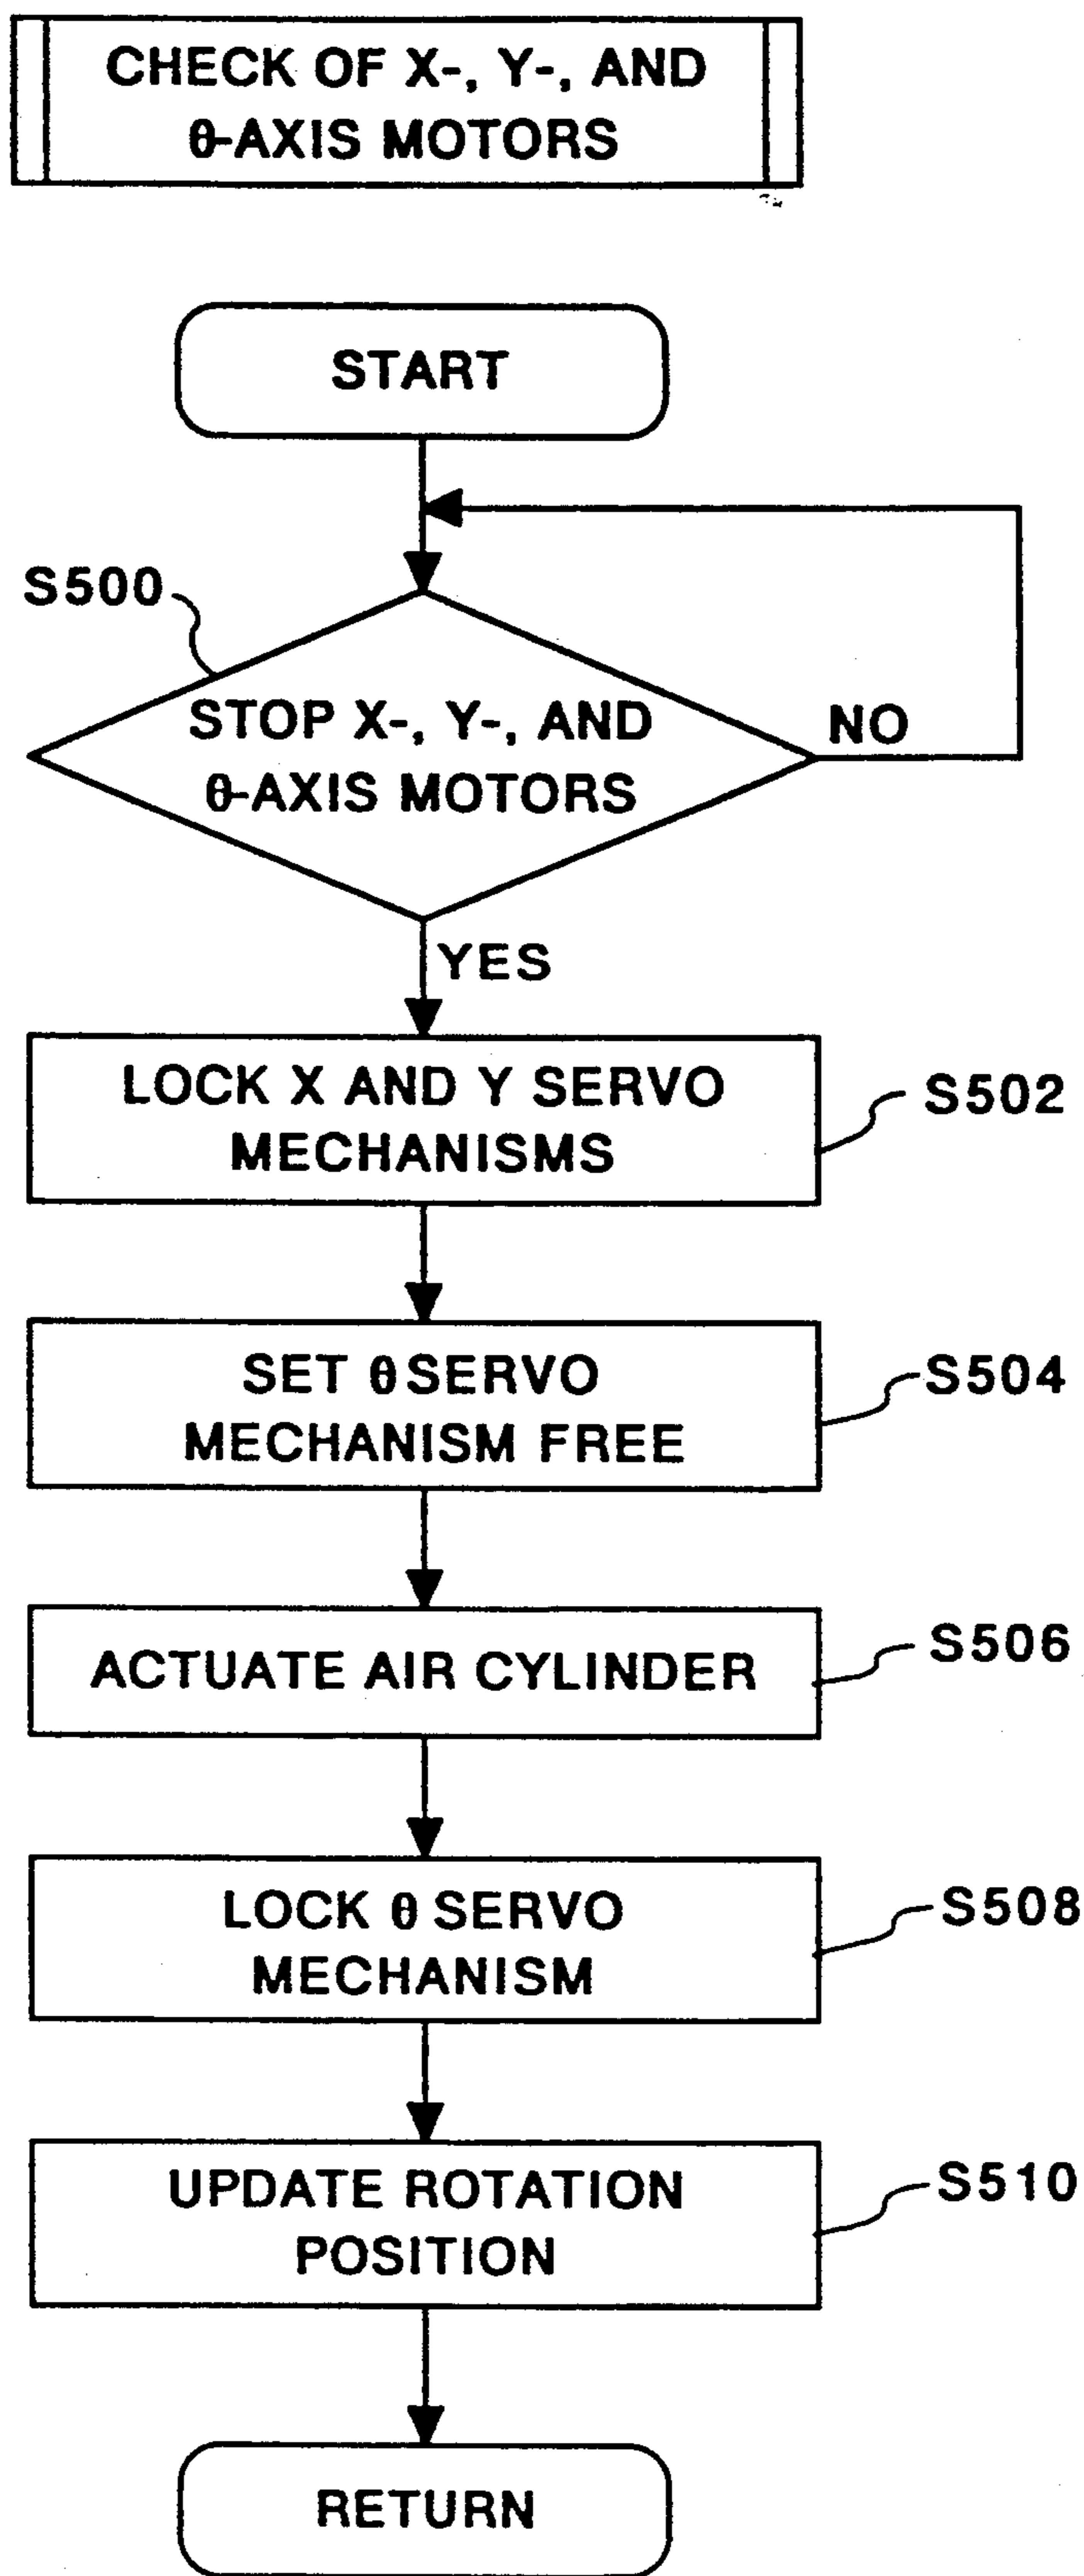 CHECK OF X-, Y-, AND
θ-AXIS MOTORS
START
S500
STOP X-, Y-, AND
θ-AXIS MOTORS
NO
YES
LOCK X AND Y SERVO
MECHANISMS
S502
SET θ SERVO
MECHANISM FREE
S504
ACTUATE AIR CYLINDER
S506
LOCK θ SERVO
MECHANISM
S508
UPDATE ROTATION
POSITION
S510
RETURN